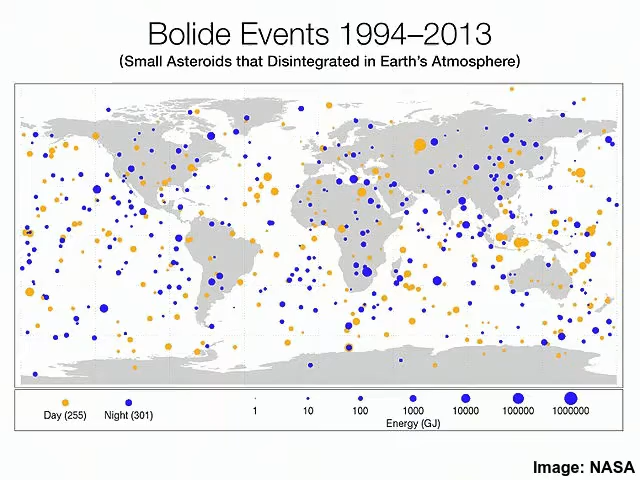 Bolide Events 1994–2013
(Small Asteroids that Disintegrated in Earth's Atmosphere)
Day (255) Night (301) 1 10 100 1000 10000 100000 1000000
Energy (GJ)
Image: NASA